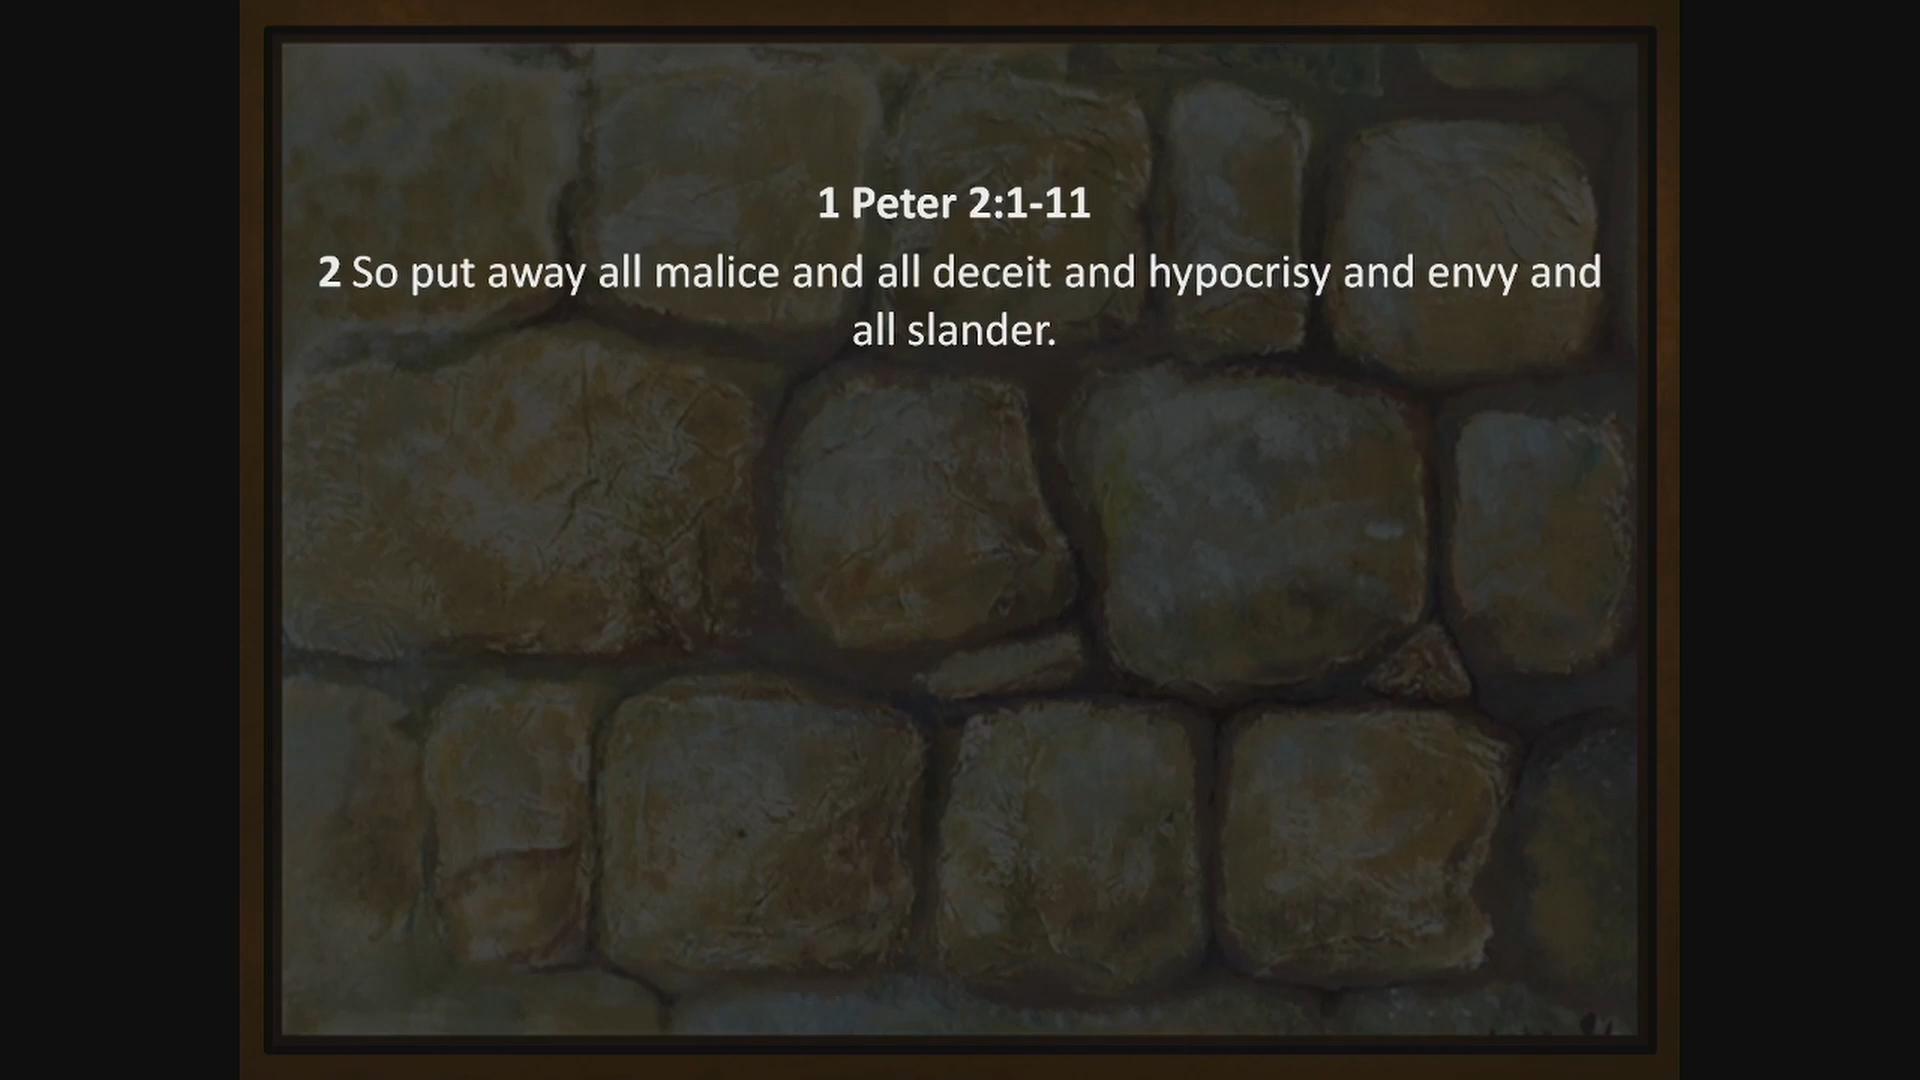 1 Peter 2:1-11
2 So put away all malice and all deceit and hypocrisy and envy and
all slander.